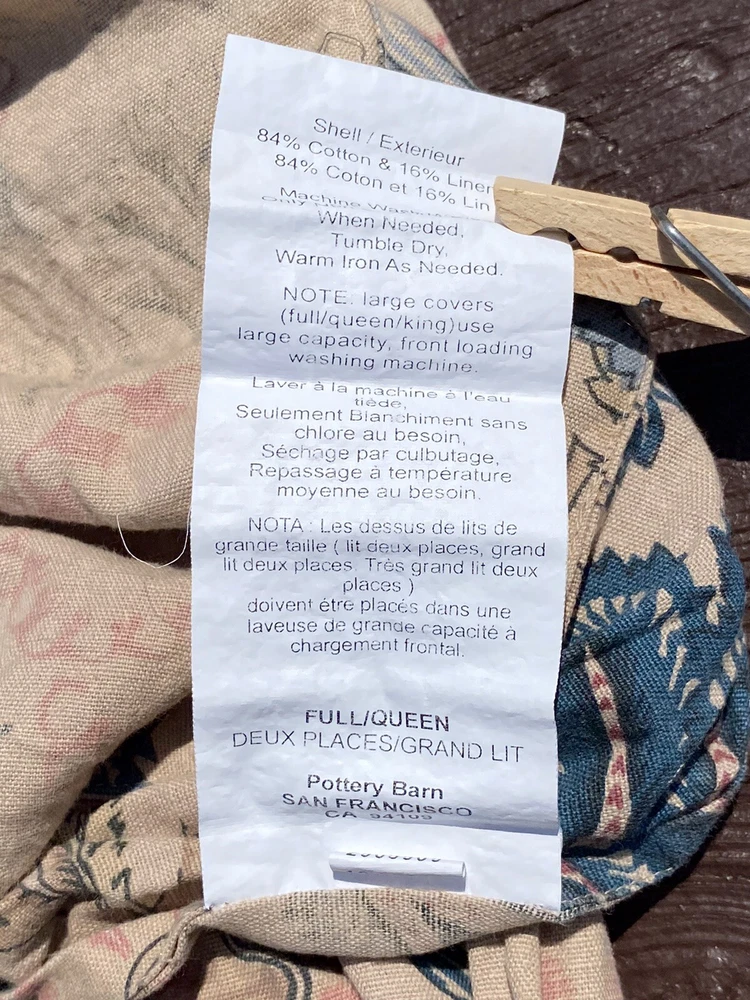 Shell / Exterieur
84% Cotton & 16% Linen
84% Coton et 16% Lin
Machine Wash
When Needed,
Tumble Dry,
Warm Iron As Needed.
NOTE: large covers
(full/queen/king)use
large capacity, front loading
washing machine.
Laver à la machine à l'eau
tiède,
Seulement Blanchiment sans
chlore au besoin,
Séchage par culbutage,
Repassage à température
moyenne au besoin.
NOTA : Les dessus de lits de
grande taille ( lit deux places, grand
lit deux places, Très grand lit deux
places )
doivent être placés dans une
laveuse de grande capacité à
chargement frontal.
FULL/QUEEN
DEUX PLACES/GRAND LIT
Pottery Barn
SAN FRANCISCO
CA 94109